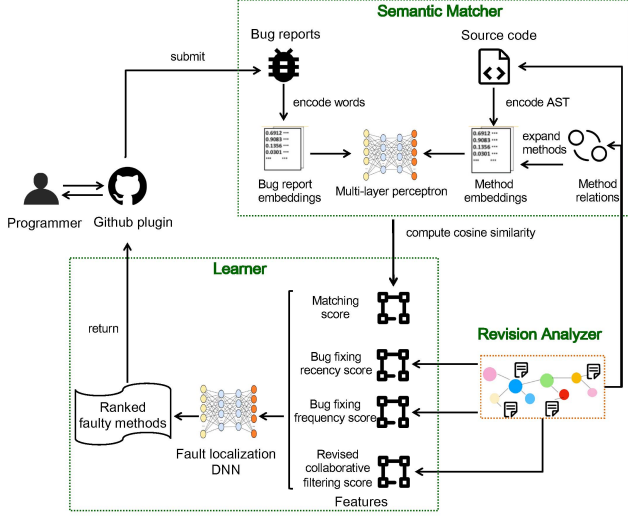 Semantic Matcher
Bug reports
Source code
submit
encode words
encode AST
0.6912 ***
0.9083 ***
0.1356 ***
0.0301 ***
*** ***
0.6912 ***
0.9083 ***
0.1356 ***
0.0301 ***
*** ***
expand
methods
Bug report
embeddings
Multi-layer perceptron
Method
embeddings
Method
relations
Programmer
Github plugin
compute cosine similarity
Learner
Matching
score
return
Revision Analyzer
Bug fixing
recency score
Ranked
faulty methods
Bug fixing
frequency score
Fault localization
DNN
Revised
collaborative
filtering score
Features